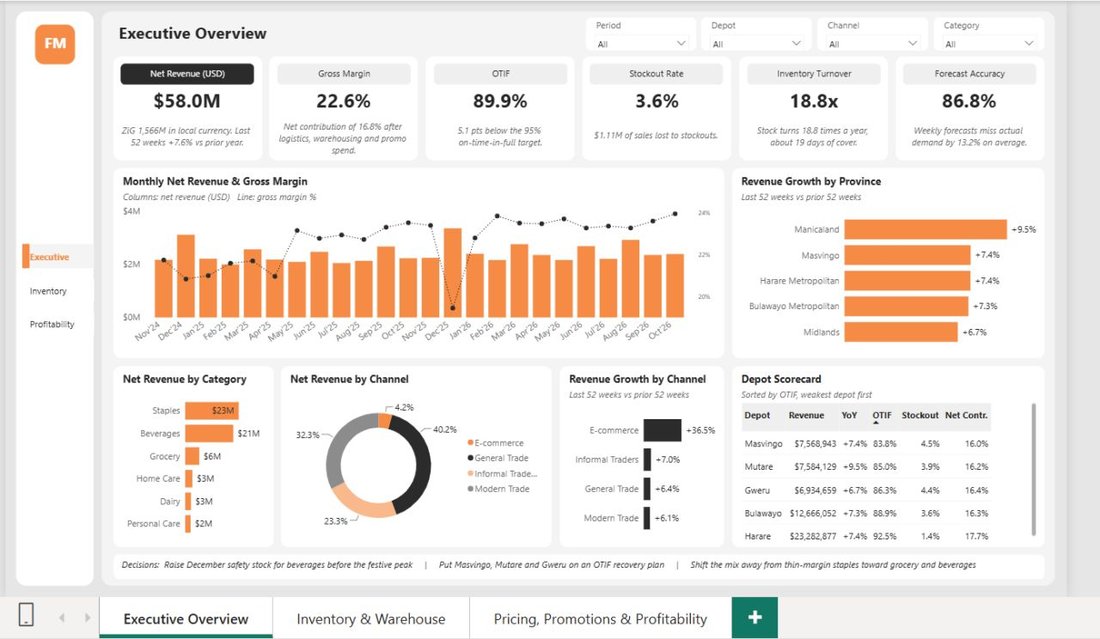 FM
Executive
Inventory
Profitability
Executive Overview
Period
All
Depot
All
Channel
All
Category
All
Net Revenue (USD)
$58.0M
ZiG 1,566M in local currency. Last
52 weeks +7.6% vs prior year.
Gross Margin
22.6%
Net contribution of 16.8% after
logistics, warehousing and promo
spend.
OTIF
89.9%
5.1 pts below the 95%
on-time-in-full target.
Stockout Rate
3.6%
$1.11M of sales lost to stockouts.
Inventory Turnover
18.8x
Stock turns 18.8 times a year,
about 19 days of cover.
Forecast Accuracy
86.8%
Weekly forecasts miss actual
demand by 13.2% on average.
Monthly Net Revenue & Gross Margin
Columns: net revenue (USD) Line: gross margin %
$4M
$2M
$0M
24%
22%
20%
Nov'24
Dec'24
Jan'25
Feb'25
Mar'25
Apr'25
May'25
Jun'25
Jul'25
Aug'25
Sep'25
Oct'25
Nov'25
Dec'25
Jan'26
Feb'26
Mar'26
Apr'26
May'26
Jun'26
Jul'26
Aug'26
Sep'26
Oct'26
Revenue Growth by Province
Last 52 weeks vs prior 52 weeks
Manicaland +9.5%
Masvingo +7.4%
Harare Metropolitan +7.4%
Bulawayo Metropolitan +7.3%
Midlands +6.7%
Net Revenue by Category
Staples $23M
Beverages $21M
Grocery $6M
Home Care $3M
Dairy $3M
Personal Care $2M
Net Revenue by Channel
4.2%
40.2%
23.3%
32.3%
E-commerce
General Trade
Informal Trade...
Modern Trade
Revenue Growth by Channel
Last 52 weeks vs prior 52 weeks
E-commerce +36.5%
Informal Traders +7.0%
General Trade +6.4%
Modern Trade +6.1%
Depot Scorecard
Sorted by OTIF, weakest depot first
Depot Revenue YoY OTIF Stockout Net Contr.
Masvingo $7,568,943 +7.4% 83.8% 4.5% 16.0%
Mutare $7,584,129 +9.5% 85.0% 3.9% 16.2%
Gweru $6,934,659 +6.7% 86.3% 4.4% 16.4%
Bulawayo $12,666,052 +7.3% 88.9% 3.6% 16.3%
Harare $23,282,877 +7.4% 92.5% 1.4% 17.7%
Decisions: Raise December safety stock for beverages before the festive peak | Put Masvingo, Mutare and Gweru on an OTIF recovery plan | Shift the mix away from thin-margin staples toward grocery and beverages
Executive Overview
Inventory & Warehouse
Pricing, Promotions & Profitability
+